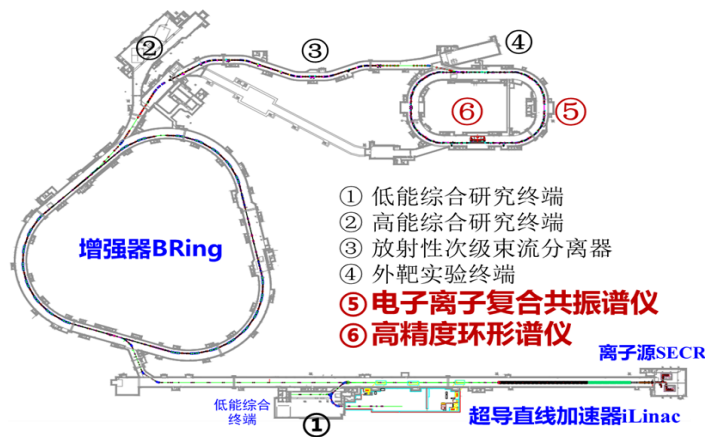 ②
③
④
⑥
⑤
增强器BRing
① 低能综合研究终端
② 高能综合研究终端
③ 放射性次级束流分离器
④ 外靶实验终端
⑤电子离子复合共振谱仪
⑥高精度环形谱仪
离子源SECR
低能综合
终端
①
超导直线加速器iLinac